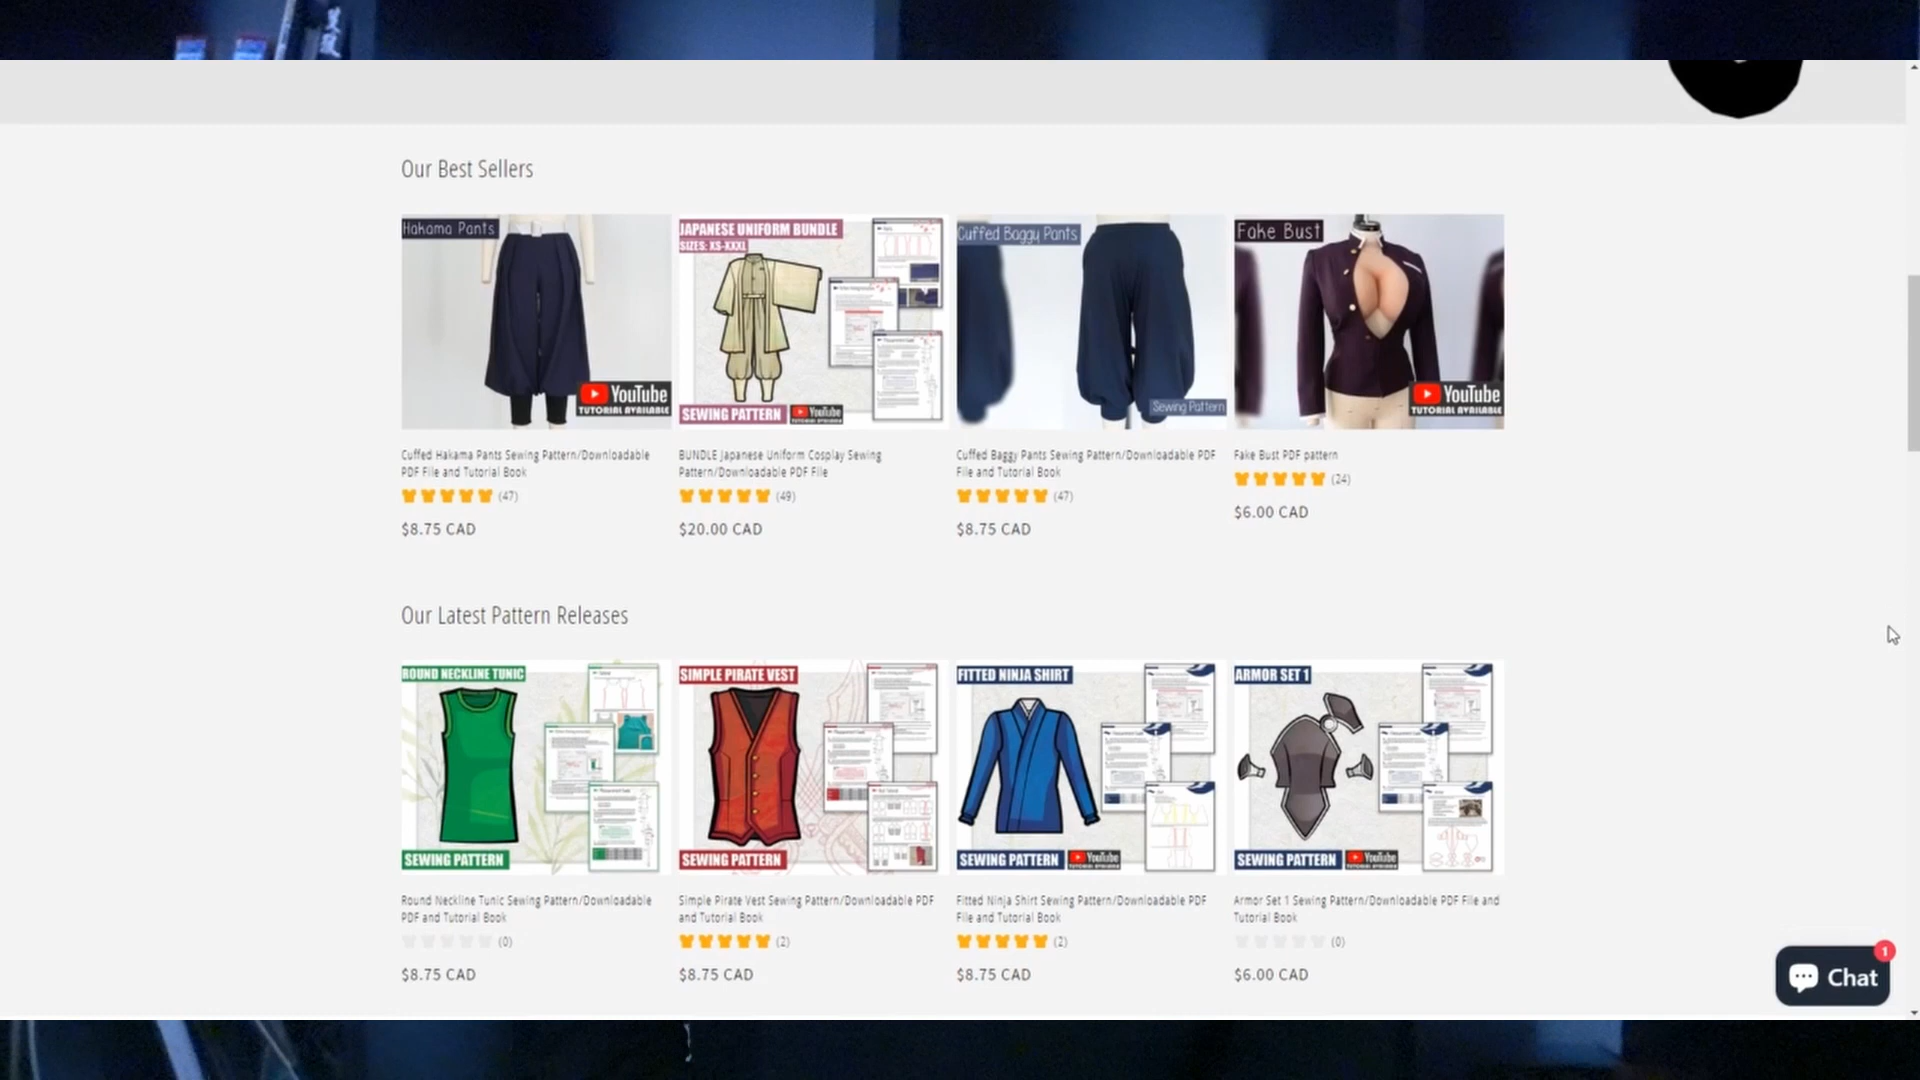 Our Best Sellers
Hakama Pants
YouTube
TUTORIAL AVAILABLE
JAPANESE UNIFORM BUNDLE
SIZES: XS-XXXL
SEWING PATTERN
YouTube
TUTORIAL AVAILABLE
Cuffed Baggy Pants
Sewing Pattern
Fake Bust
YouTube
TUTORIAL AVAILABLE
Cuffed Hakama Pants Sewing Pattern/Downloadable
PDF File and Tutorial Book
(47)
$8.75 CAD
BUNDLE Japanese Uniform Cosplay Sewing
Pattern/Downloadable PDF File
(49)
$20.00 CAD
Cuffed Baggy Pants Sewing Pattern/Downloadable PDF
File and Tutorial Book
(47)
$8.75 CAD
Fake Bust PDF pattern
(24)
$6.00 CAD
Our Latest Pattern Releases
ROUND NECKLINE TUNIC
SEWING PATTERN
SIMPLE PIRATE VEST
SEWING PATTERN
FITTED NINJA SHIRT
SEWING PATTERN
YouTube
TUTORIAL AVAILABLE
ARMOR SET 1
SEWING PATTERN
YouTube
TUTORIAL AVAILABLE
Round Neckline Tunic Sewing Pattern/Downloadable
PDF and Tutorial Book
(0)
$8.75 CAD
Simple Pirate Vest Sewing Pattern/Downloadable PDF
and Tutorial Book
(2)
$8.75 CAD
Fitted Ninja Shirt Sewing Pattern/Downloadable PDF
File and Tutorial Book
(2)
$8.75 CAD
Armor Set 1 Sewing Pattern/Downloadable PDF File and
Tutorial Book
(0)
$6.00 CAD
1
Chat